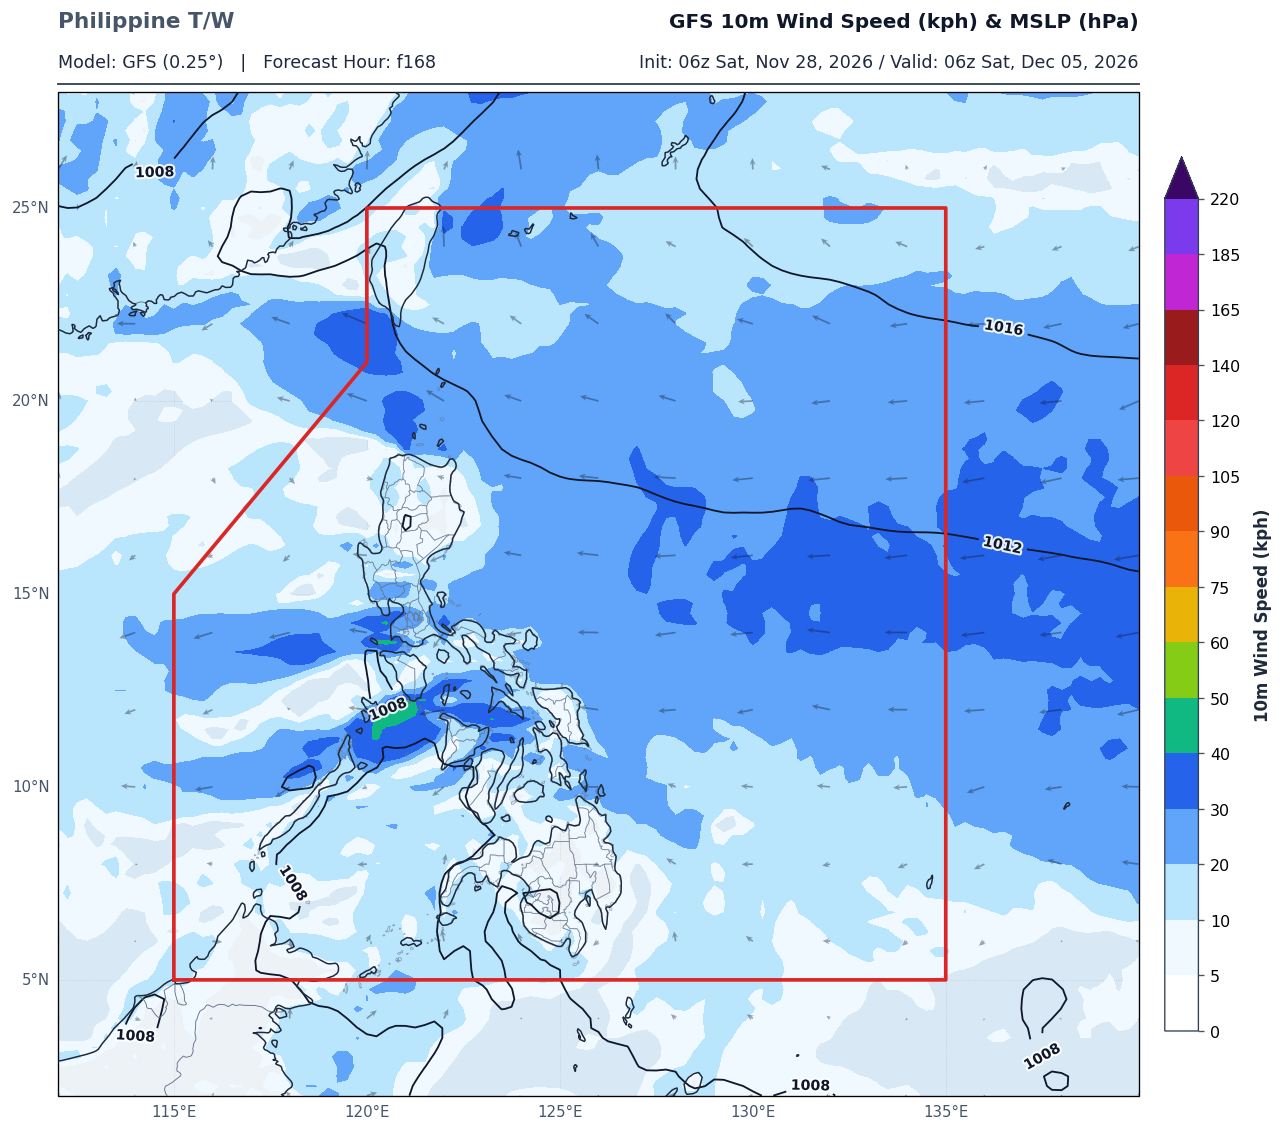 Philippine T/W
GFS 10m Wind Speed (kph) & MSLP (hPa)
Model: GFS (0.25°)   |   Forecast Hour: f168
Init: 06z Sat, Nov 28, 2026 / Valid: 06z Sat, Dec 05, 2026
1008
25°N
1016
20°N
1012
15°N
1008
10°N
1008
5°N
1008
1008
1008
115°E
120°E
125°E
130°E
135°E
220
185
165
140
120
105
90
75
60
50
40
30
20
10
5
0
10m Wind Speed (kph)